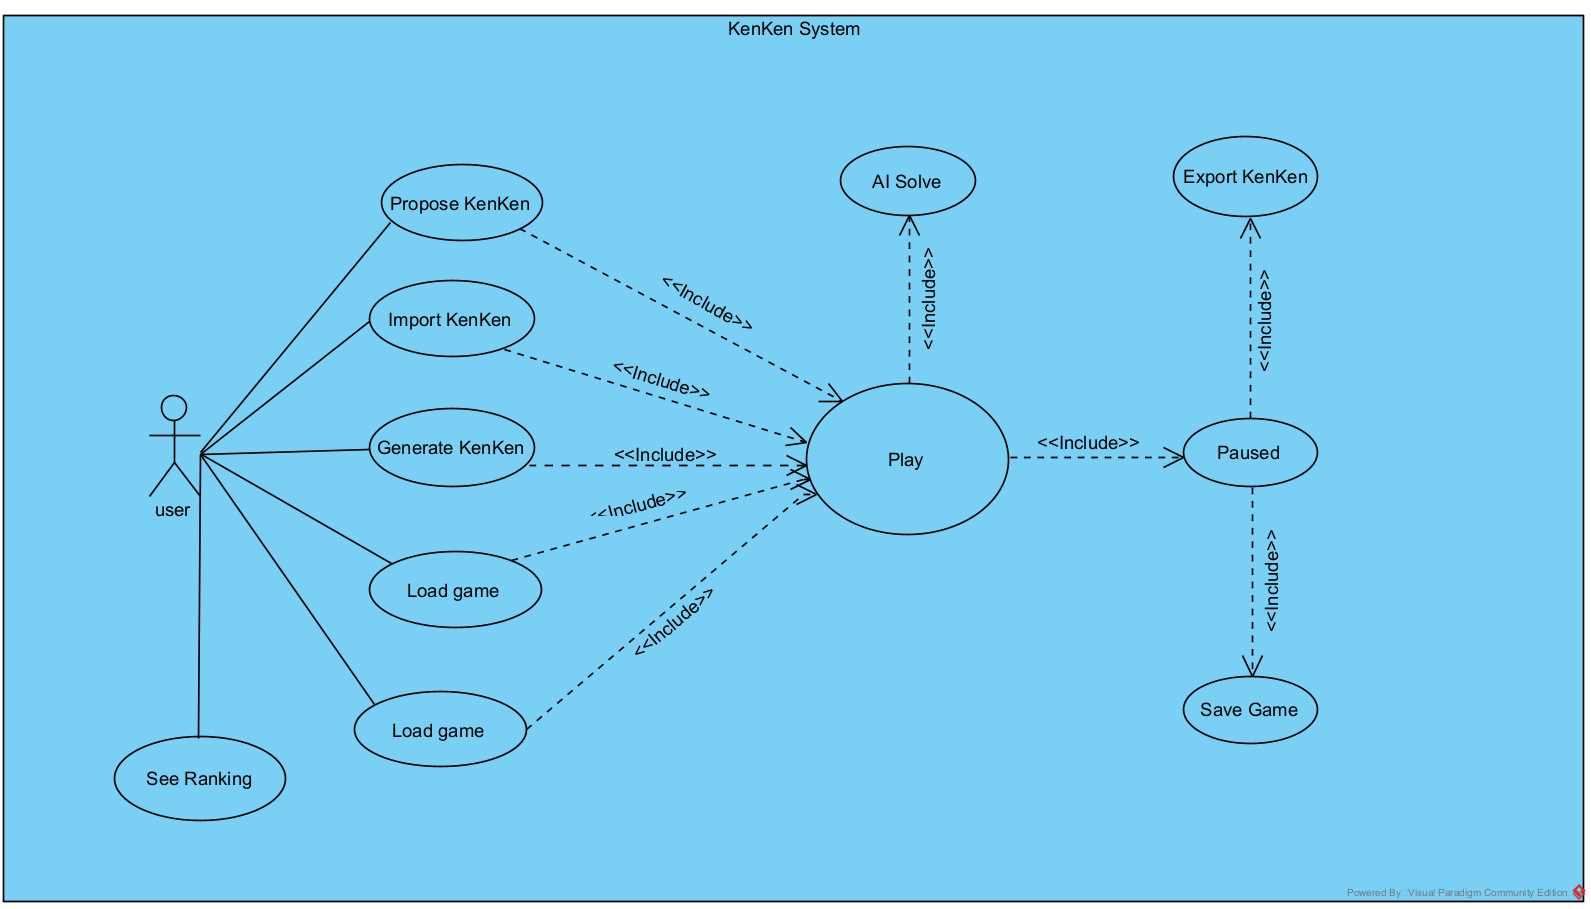 KenKen System
Propose KenKen
Import KenKen
Generate KenKen
Load game
Load game
See Ranking
user
<<Include>>
<<Include>>
<<Include>>
<<Include>>
<<Include>>
AI Solve
<<Include>>
Play
<<Include>>
Export KenKen
<<Include>>
Paused
<<Include>>
Save Game
Powered By Visual Paradigm Community Edition